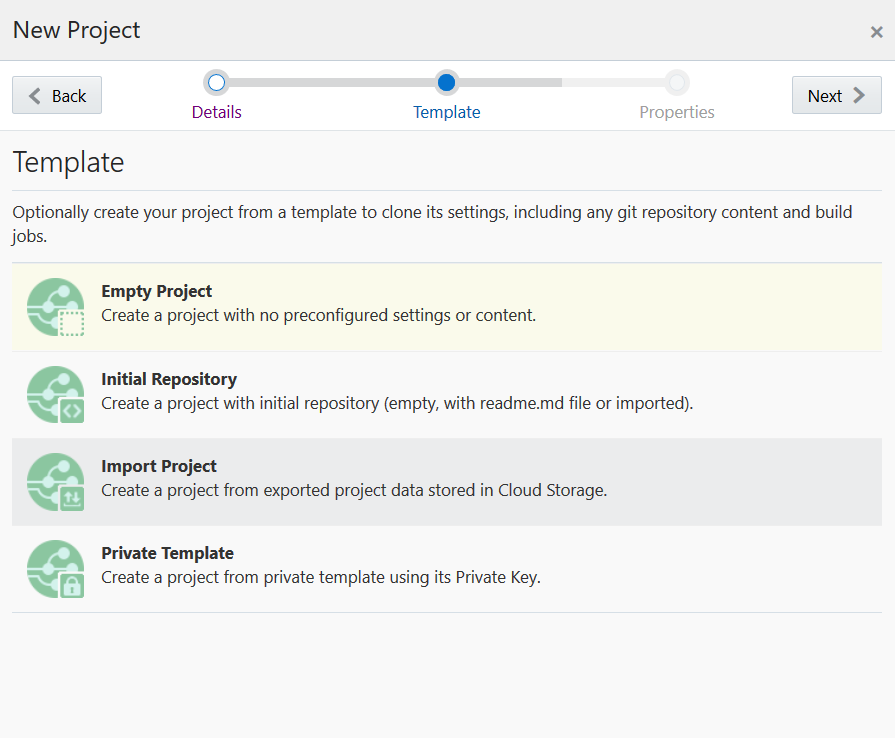 New Project
×
Back
Details
Template
Properties
Next
Template
Optionally create your project from a template to clone its settings, including any git repository content and build
jobs.
Empty Project
Create a project with no preconfigured settings or content.
Initial Repository
Create a project with initial repository (empty, with readme.md file or imported).
Import Project
Create a project from exported project data stored in Cloud Storage.
Private Template
Create a project from private template using its Private Key.